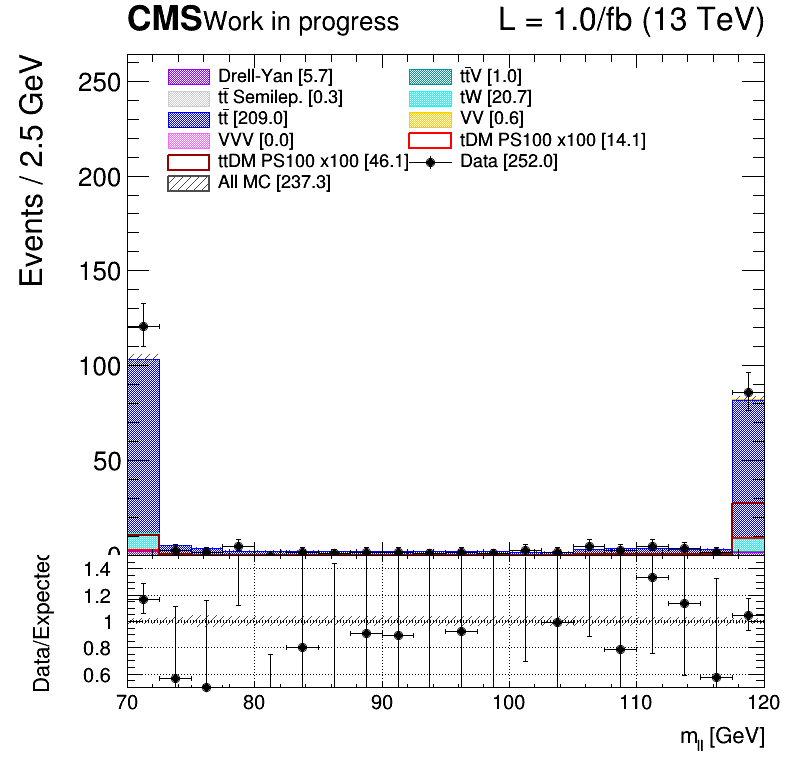 CMS Work in progress L = 1.0/fb (13 TeV)
Events / 2.5 GeV
250
200
150
100
50
0
Drell-Yan [5.7]
tt̄V [1.0]
tt̄ Semilep. [0.3]
tW [20.7]
tt̄ [209.0]
VV [0.6]
VVV [0.0]
tDM PS100 x100 [14.1]
ttDM PS100 x100 [46.1]
Data [252.0]
All MC [237.3]
Data/Expected
1.4
1.2
1
0.8
0.6
70 80 90 100 110 120
m_ll [GeV]